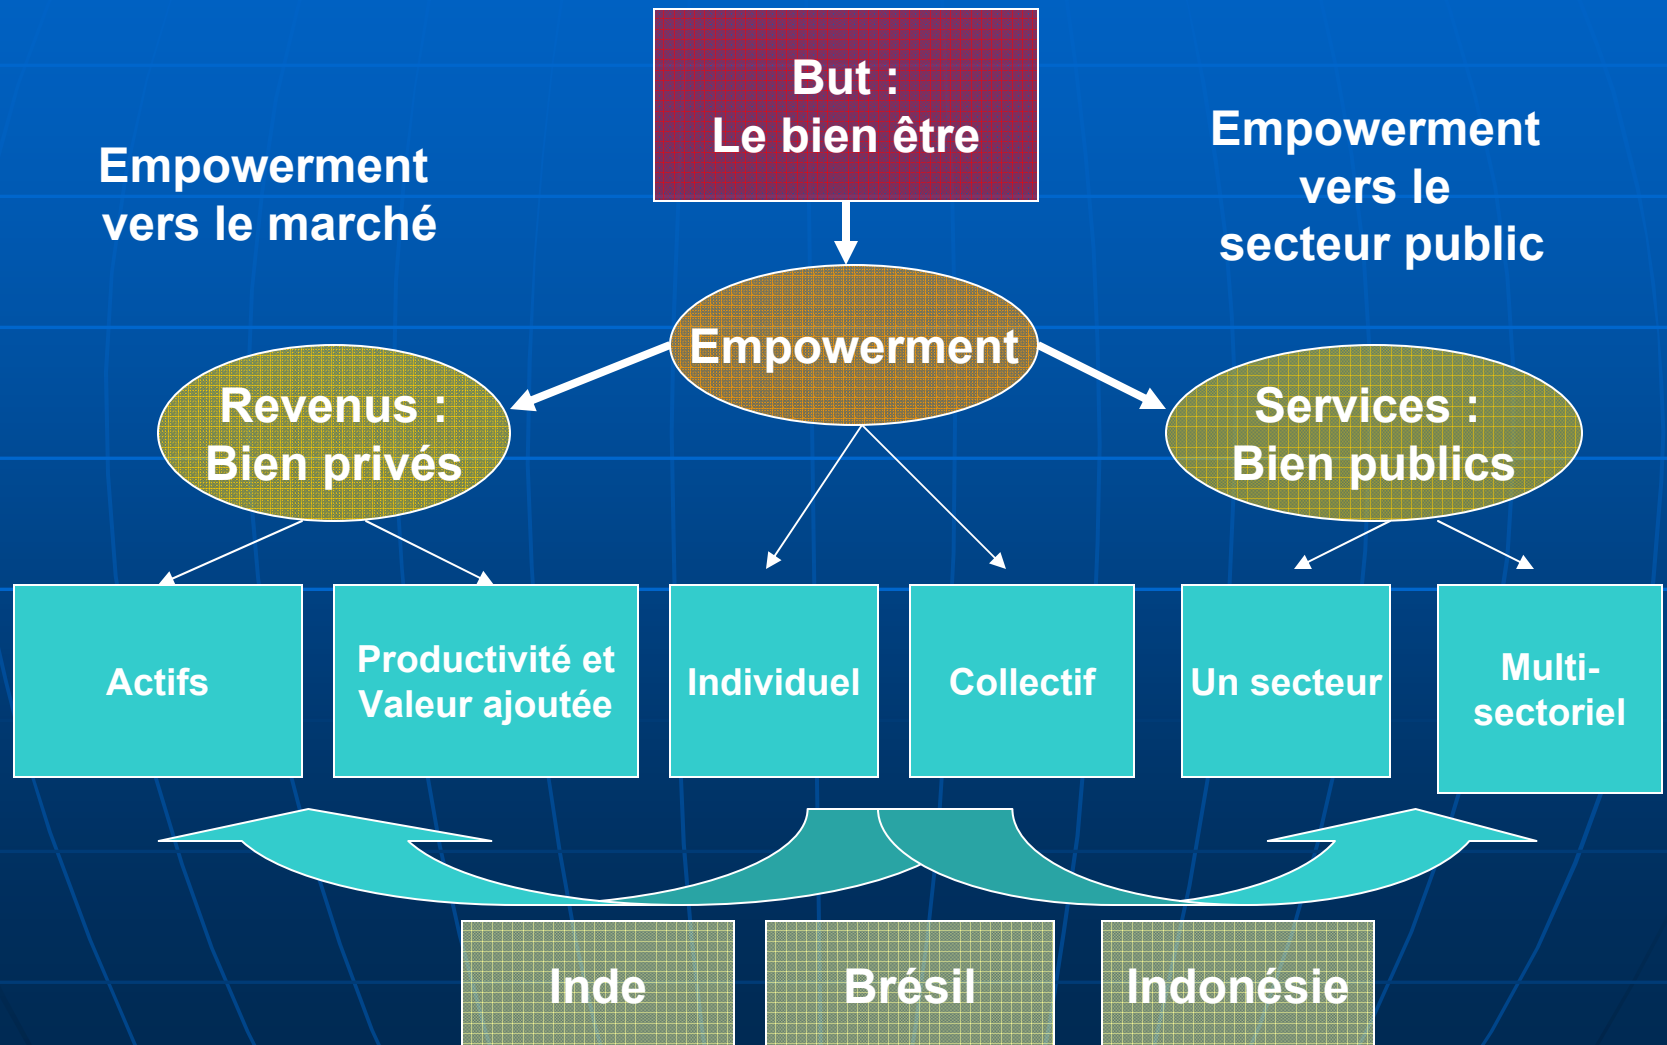 But :
Le bien être
Empowerment
vers le marché
Empowerment
vers le
secteur public
Empowerment
Revenus :
Bien privés
Services :
Bien publics
Actifs
Productivité et
Valeur ajoutée
Individuel
Collectif
Un secteur
Multi-
sectoriel
Inde
Brésil
Indonésie